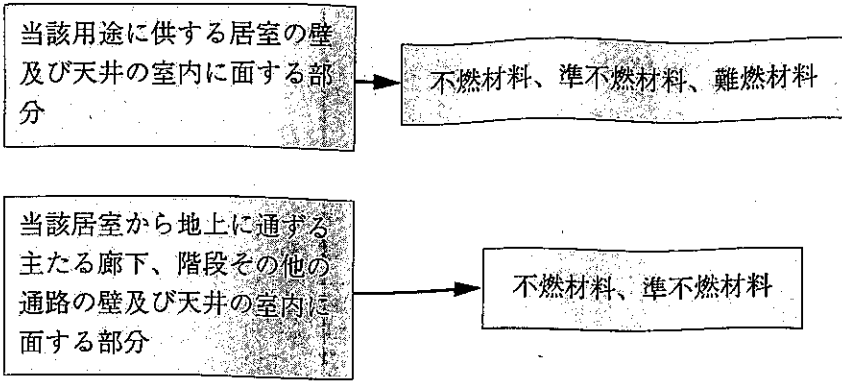 当該用途に供する居室の壁
及び天井の室内に面する部
分
不燃材料、準不燃材料、難燃材料
当該居室から地上に通ずる
主たる廊下、階段その他の
通路の壁及び天井の室内に
面する部分
不燃材料、準不燃材料